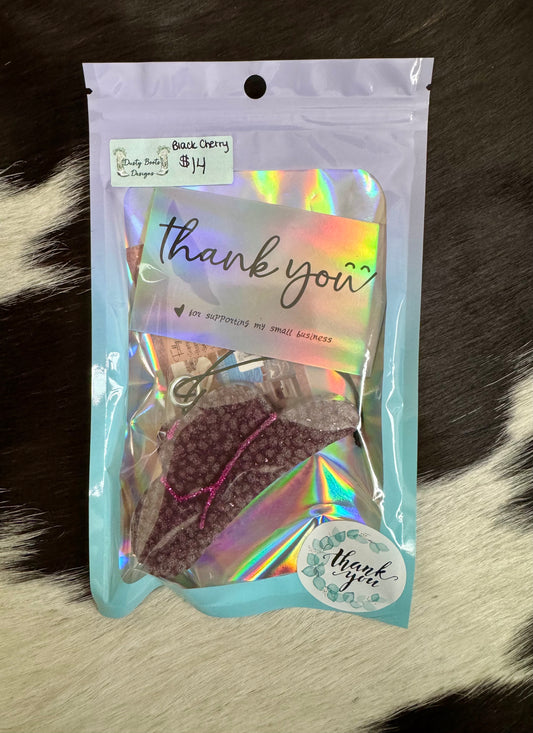 Dusty Boots
Designs
Black Cherry
$14
thank you
for supporting my small business
thank
you